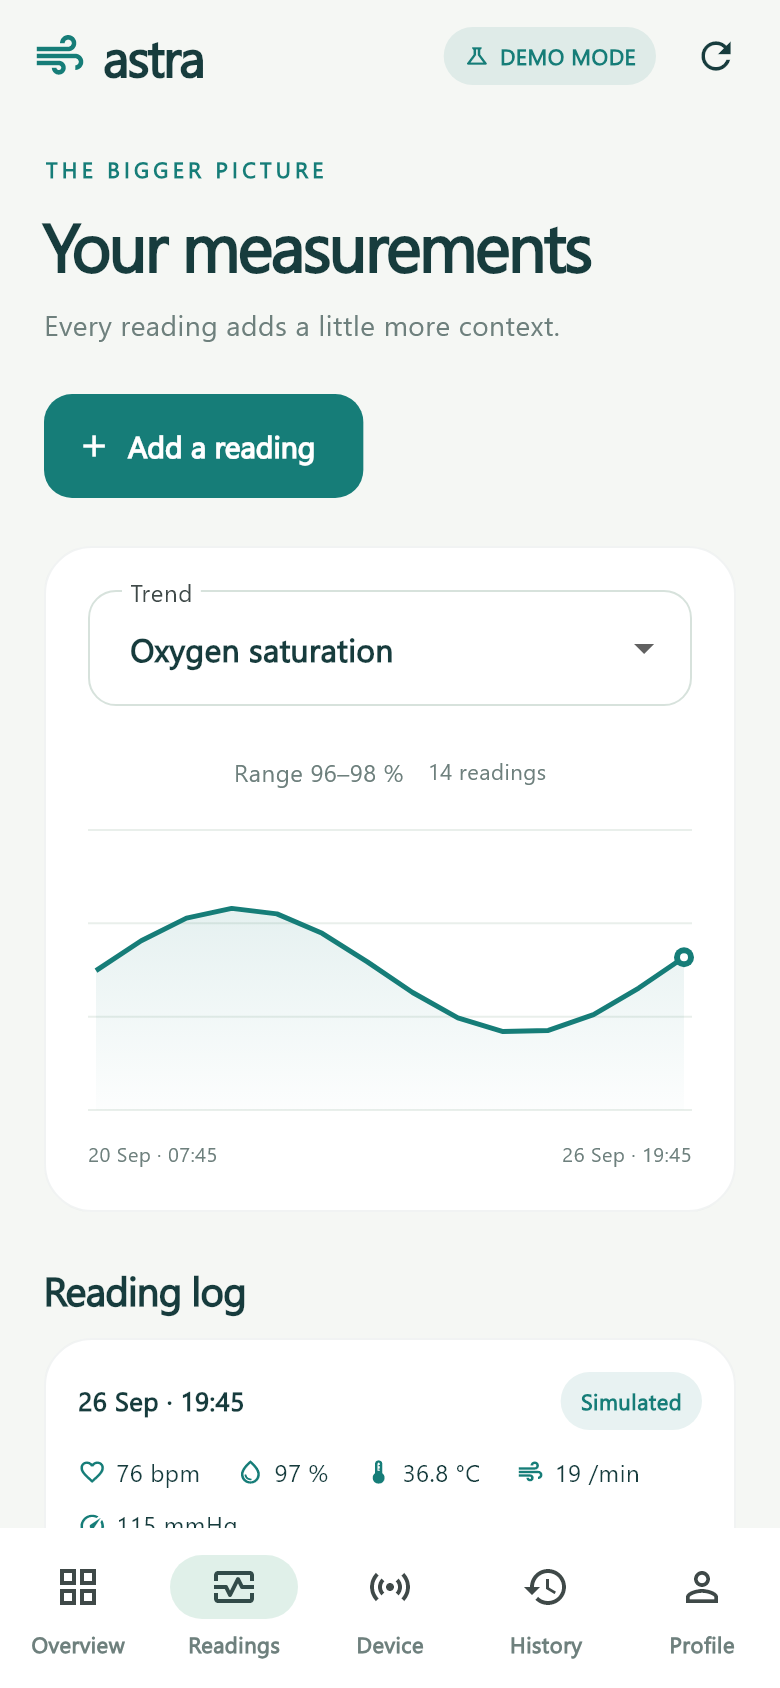 astra
DEMO MODE
THE BIGGER PICTURE
Your measurements
Every reading adds a little more context.
+ Add a reading
Trend
Oxygen saturation
Range 96–98 % 14 readings
20 Sep · 07:45 26 Sep · 19:45
Reading log
26 Sep · 19:45 Simulated
76 bpm 97 % 36.8 °C 19 /min
115 mmHg
Overview Readings Device History Profile